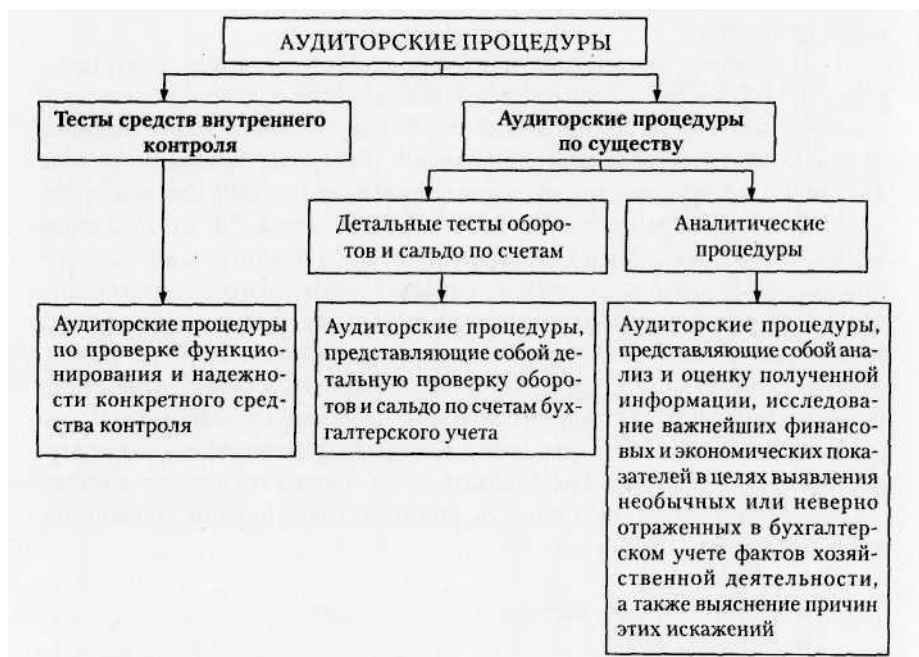 АУДИТОРСКИЕ ПРОЦЕДУРЫ
Тесты средств внутреннего
контроля
Аудиторские процедуры
по существу
Детальные тесты оборо-
тов и сальдо по счетам
Аналитические
процедуры
Аудиторские процедуры
по проверке функцио-
нирования и надежно-
сти конкретного сред-
ства контроля
Аудиторские процедуры,
представляющие собой де-
тальную проверку оборо-
тов и сальдо по счетам бух-
галтерского учета
Аудиторские процедуры,
представляющие собой ана-
лиз и оценку полученной
информации, исследова-
ние важнейших финансо-
вых и экономических пока-
зателей в целях выявления
необычных или неверно
отраженных в бухгалтер-
ском учете фактов хозяй-
ственной деятельности,
а также выяснение причин
этих искажений